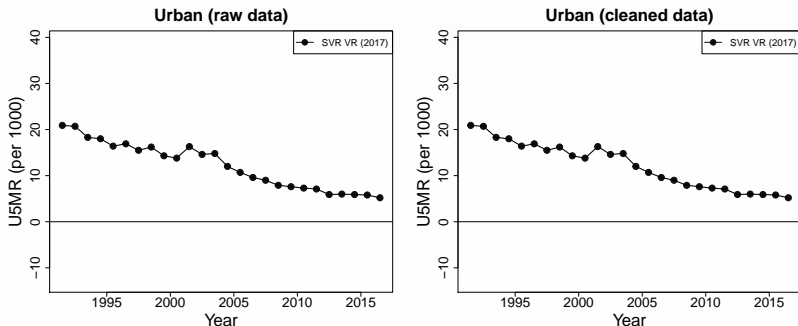 Urban (raw data)
U5MR (per 1000)
40
30
20
10
0
−10
SVR VR (2017)
1995
2000
2005
2010
2015
Year
Urban (cleaned data)
U5MR (per 1000)
40
30
20
10
0
−10
SVR VR (2017)
1995
2000
2005
2010
2015
Year